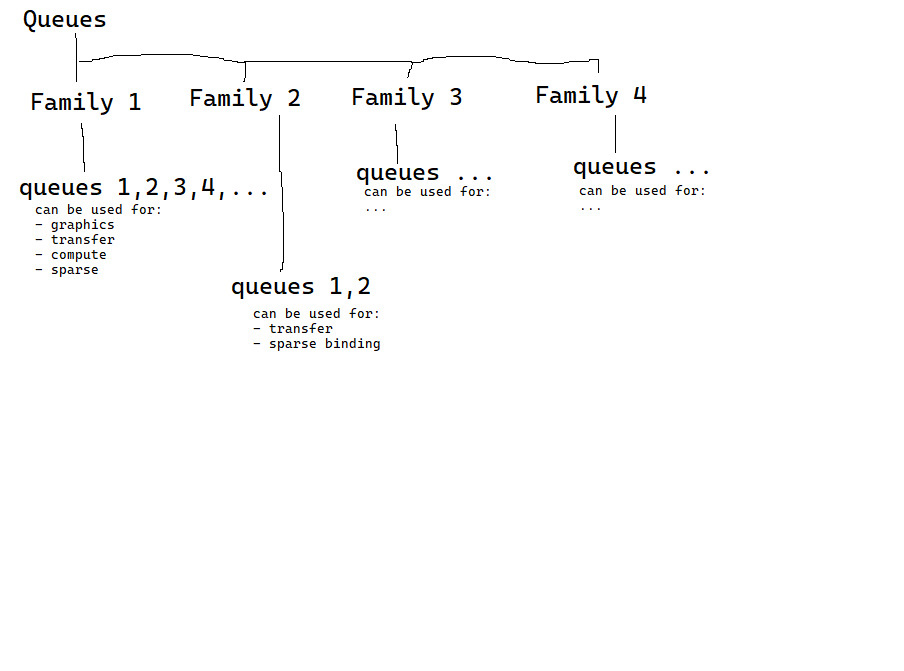 Queues
Family 1
Family 2
Family 3
Family 4
queues 1,2,3,4,...
can be used for:
- graphics
- transfer
- compute
- sparse
queues 1,2
can be used for:
- transfer
- sparse binding
queues ...
can be used for:
...
queues ...
can be used for:
...